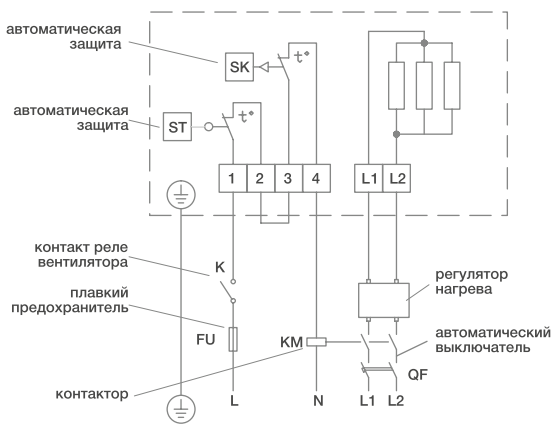 автоматическая
защита
SK
t°
автоматическая
защита
ST
t°
1 2 3 4 L1 L2
контакт реле
вентилятора
K
плавкий
предохранитель
FU
регулятор
нагрева
KM
автоматический
выключатель
QF
контактор
L N L1 L2